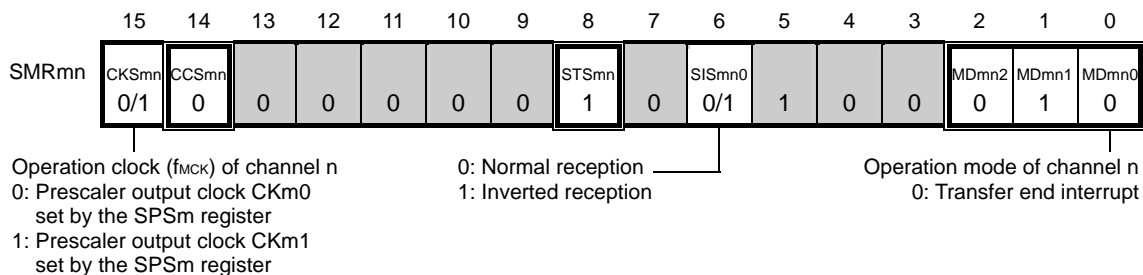 15 14 13 12 11 10 9 8 7 6 5 4 3 2 1 0
SMRmn CKSmn CCSmn STSmn SISmn0 MDmn2 MDmn1 MDmn0
0/1 0 0 0 0 0 0 1 0 0/1 1 0 0 0 1 0
Operation clock (fMCK) of channel n
0: Prescaler output clock CKm0
set by the SPSm register
1: Prescaler output clock CKm1
set by the SPSm register
0: Normal reception
1: Inverted reception
Operation mode of channel n
0: Transfer end interrupt